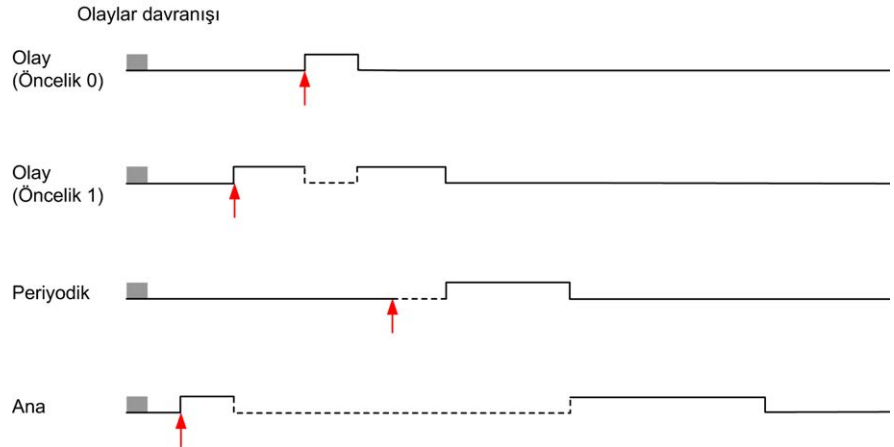 Olaylar davranışı
Olay
(Öncelik 0)
Olay
(Öncelik 1)
Periyodik
Ana